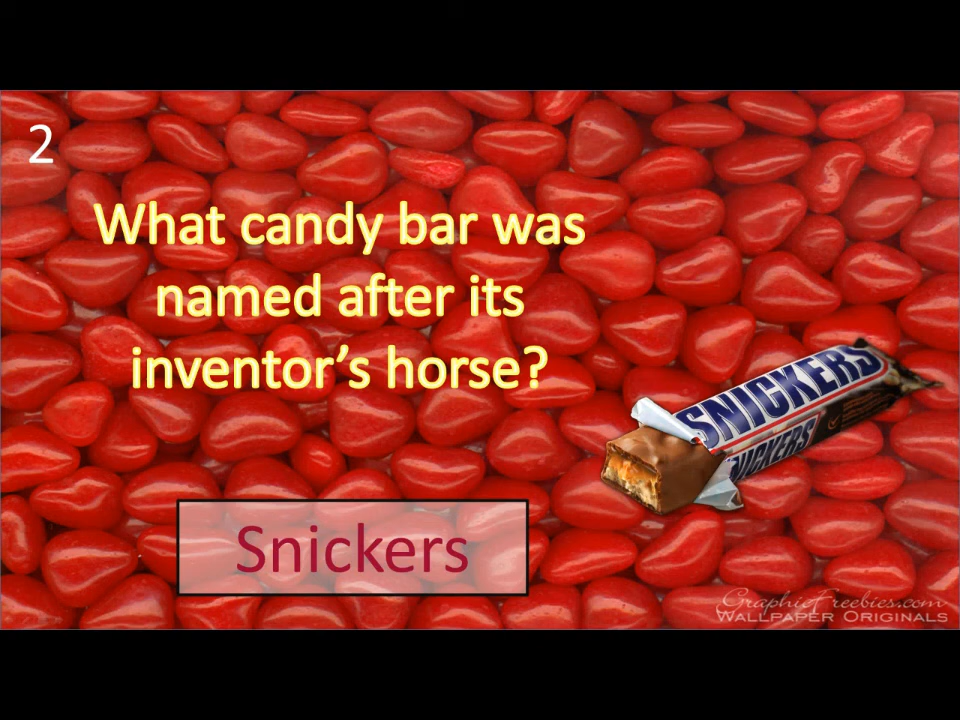 2
What candy bar was
named after its
inventor’s horse?
SNICKERS
SNICKERS
Snickers
GraphicFreebies.com
WALLPAPER ORIGINALS